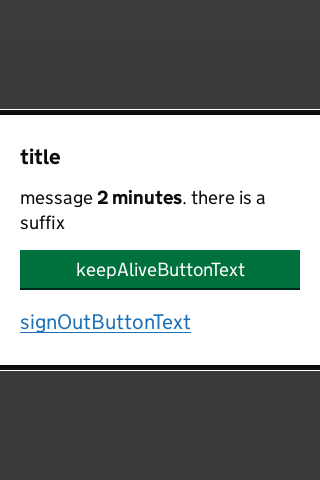 title
message 2 minutes. there is a
suffix
keepAliveButtonText
signOutButtonText